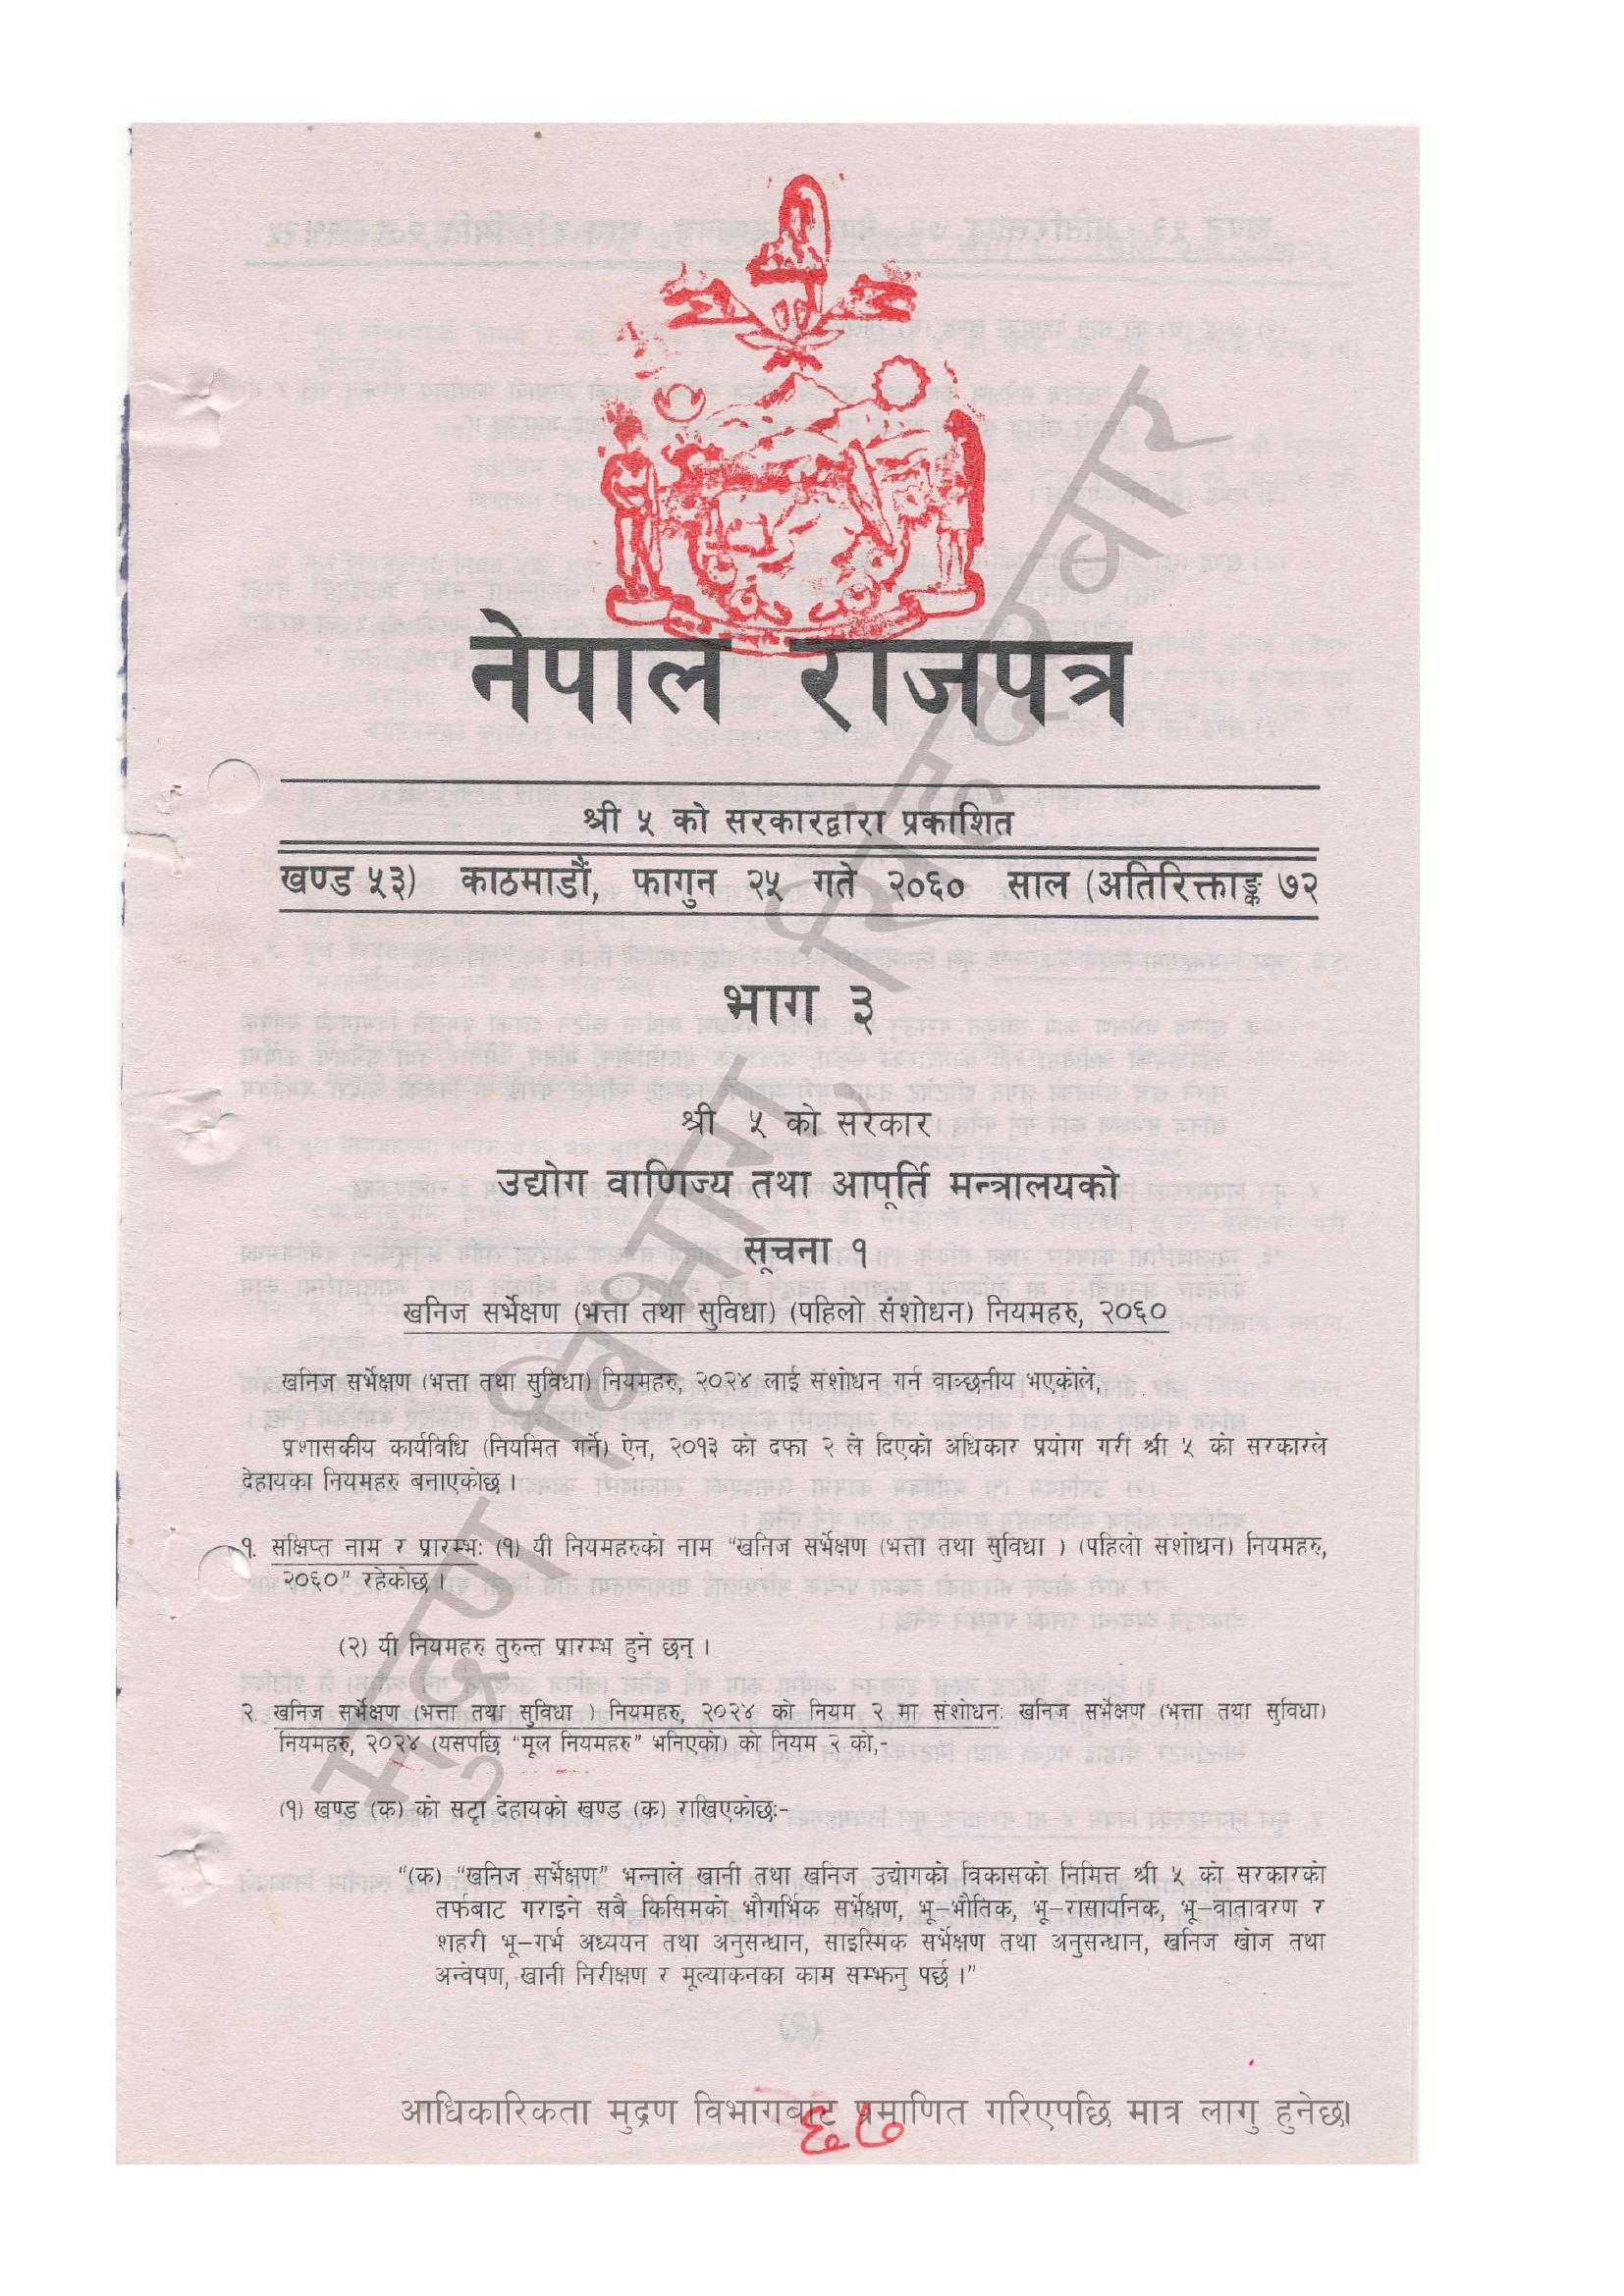 नेपाल राजपत्र
श्री ५ को सरकारद्वारा प्रकाशित
खण्ड ५३) काठमाडौं, फागुन २५ गते २०६० साल (अतिरिक्ताङ्क ७२
भाग ३
श्री ५ को सरकार
उद्योग वाणिज्य तथा आपूर्ति मन्त्रालयको
सूचना १
खनिज सर्भेक्षण (भत्ता तथा सुविधा) (पहिलो संशोधन) नियमहरु, २०६०
खनिज सर्भेक्षण (भत्ता तथा सुविधा) नियमहरु, २०२४ लाई संशोधन गर्न वाञ्छनीय भएकोले,
प्रशासकीय कार्यविधि (नियमित गर्ने) ऐन, २०१३ को दफा २ ले दिएको अधिकार प्रयोग गरी श्री ५ को सरकारले
देहायका नियमहरु बनाएकोछ ।
१. संक्षिप्त नाम र प्रारम्भः (१) यी नियमहरुको नाम “खनिज सर्भेक्षण (भत्ता तथा सुविधा ) (पहिलो संशोधन) नियमहरु,
२०६०” रहेकोछ ।
(२) यी नियमहरु तुरुन्त प्रारम्भ हुने छन् ।
२. खनिज सर्भेक्षण (भत्ता तथा सुविधा ) नियमहरु, २०२४ को नियम २ मा संशोधनः खनिज सर्भेक्षण (भत्ता तथा सुविधा)
नियमहरु, २०२४ (यसपछि “मूल नियमहरु” भनिएको) को नियम २ को,-
(१) खण्ड (क) को सट्टा देहायको खण्ड (क) राखिएकोछः-
“(क) “खनिज सर्भेक्षण” भन्नाले खानी तथा खनिज उद्योगको विकासको निमित्त श्री ५ को सरकारका
तर्फबाट गराइने सबै किसिमको भौगर्भिक सर्भेक्षण, भू-भौतिक, भू-रासायनिक, भू-वातावरण र
शहरी भू-गर्भ अध्ययन तथा अनुसन्धान, साइस्मिक सर्भेक्षण तथा अनुसन्धान, खनिज खोज तथा
अन्वेषण, खानी निरीक्षण र मूल्याकनका काम सम्झनु पर्छ ।”
आधिकारिकता मुद्रण विभागबाट प्रमाणित गरिएपछि मात्र लागु हुनेछ।
६७
मुद्रण विभाग, सिंहदरवार